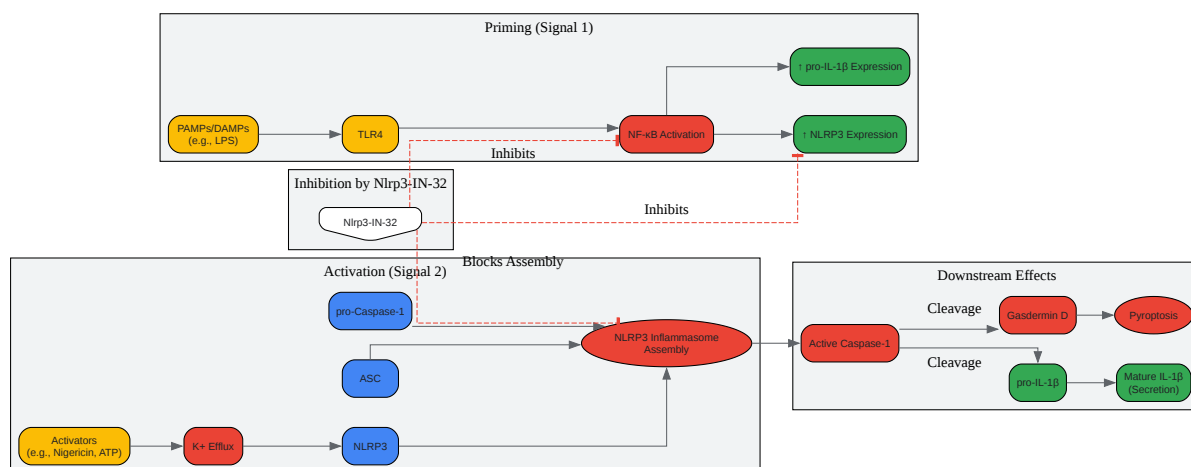 Priming (Signal 1)
↑ pro-IL-1β Expression
PAMPs/DAMPs
(e.g., LPS)
TLR4
NF-κB Activation
↑ NLRP3 Expression
Inhibits
Inhibition by Nlrp3-IN-32
Nlrp3-IN-32
Inhibits
Blocks Assembly
Activation (Signal 2)
pro-Caspase-1
NLRP3 Inflammasome
Assembly
ASC
Activators
(e.g., Nigericin, ATP)
K+ Efflux
NLRP3
Downstream Effects
Cleavage
Gasdermin D
Pyroptosis
Active Caspase-1
Cleavage
pro-IL-1β
Mature IL-1β
(Secretion)